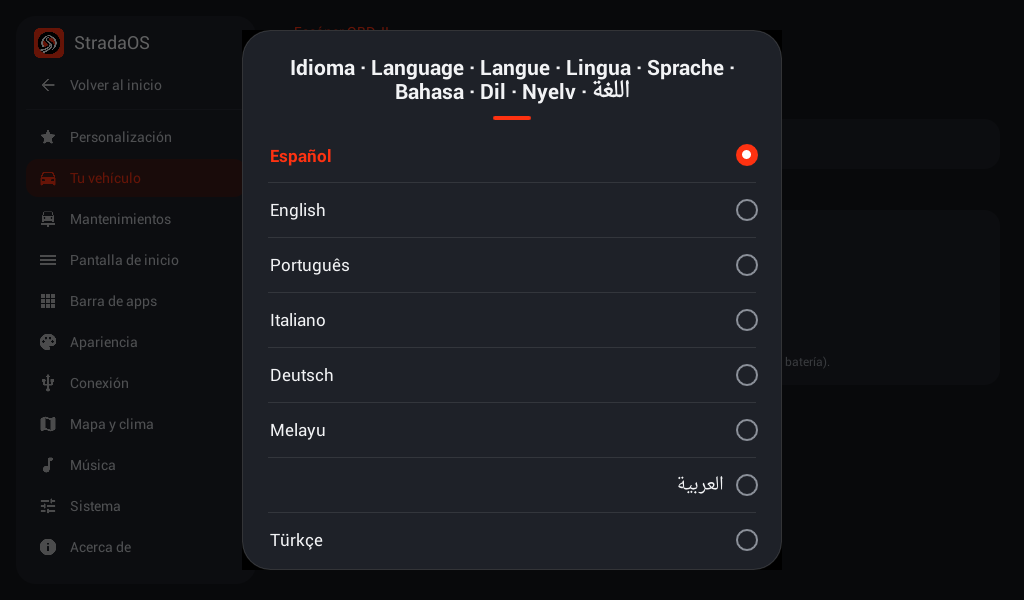 StradaOS
Volver al inicio
Personalización
Tu vehículo
Mantenimientos
Pantalla de inicio
Barra de apps
Apariencia
Conexión
Mapa y clima
Música
Sistema
Acerca de
Idioma · Language · Langue · Lingua · Sprache ·
Bahasa · Dil · Nyelv · اللغة
Español
English
Português
Italiano
Deutsch
Melayu
العربية
Türkçe
batería).